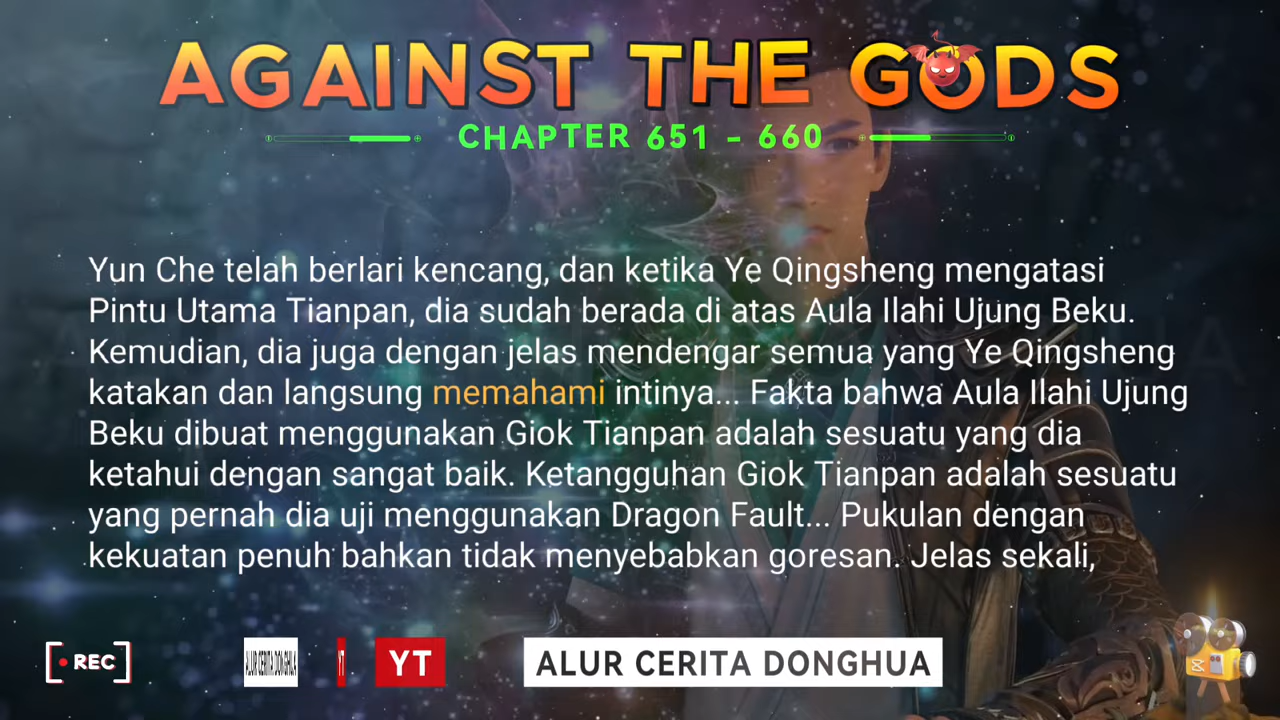 AGAINST THE GODS
CHAPTER 651 - 660
Yun Che telah berlari kencang, dan ketika Ye Qingsheng mengatasi
Pintu Utama Tianpan, dia sudah berada di atas Aula Ilahi Ujung Beku.
Kemudian, dia juga dengan jelas mendengar semua yang Ye Qingsheng
katakan dan langsung memahami intinya... Fakta bahwa Aula Ilahi Ujung
Beku dibuat menggunakan Giok Tianpan adalah sesuatu yang dia
ketahui dengan sangat baik. Ketangguhan Giok Tianpan adalah sesuatu
yang pernah dia uji menggunakan Dragon Fault... Pukulan dengan
kekuatan penuh bahkan tidak menyebabkan goresan. Jelas sekali,
REC
ALUR CERITA DONGHUA
YT
YT
ALUR CERITA DONGHUA